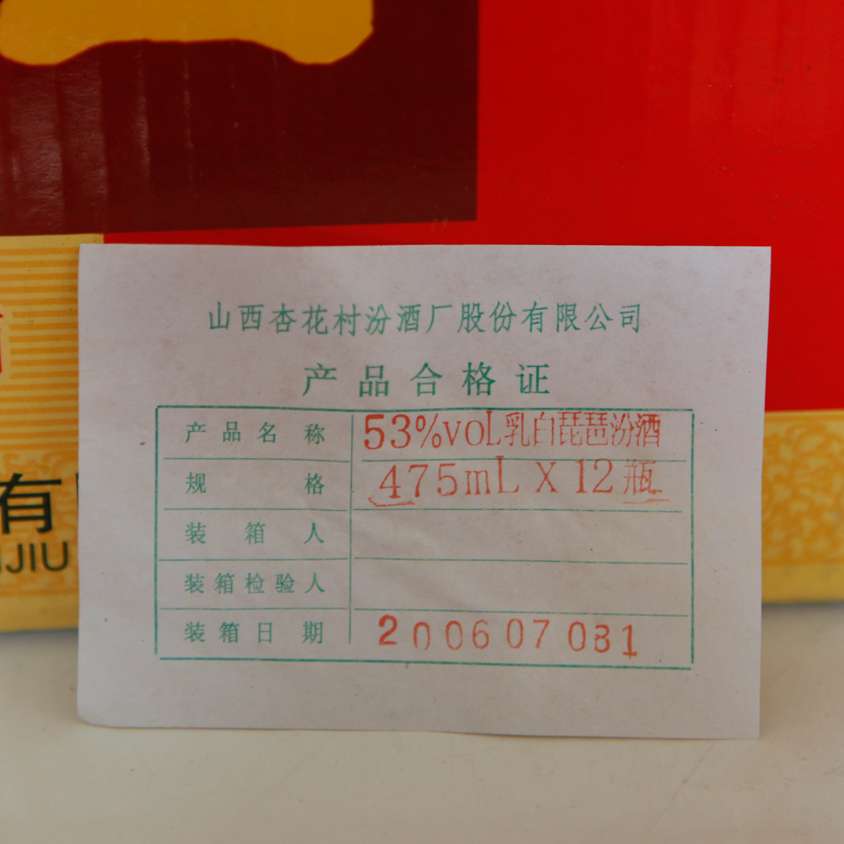 山西杏花村汾酒厂股份有限公司
产品合格证
产品名称 53%VOL乳白琵琶汾酒
规格 475mL X 12瓶
装箱人
装箱检验人
装箱日期 200607081
有
JIU